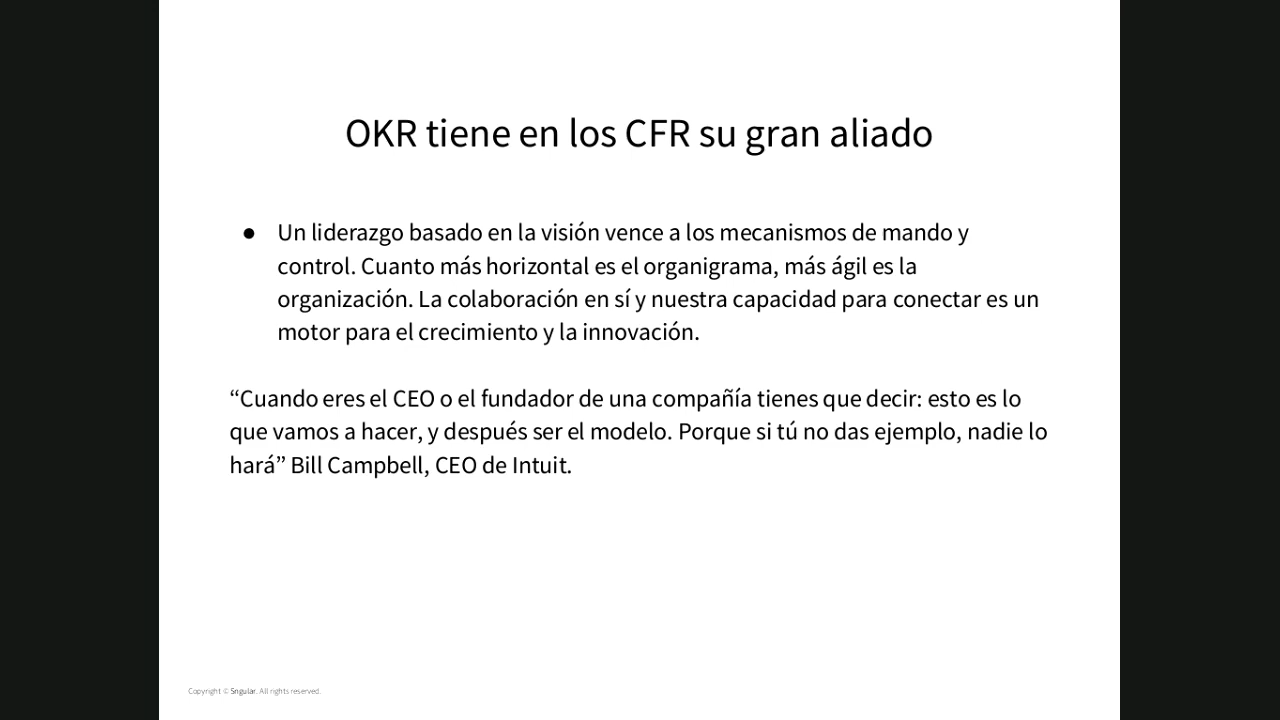 OKR tiene en los CFR su gran aliado
● Un liderazgo basado en la visión vence a los mecanismos de mando y
control. Cuanto más horizontal es el organigrama, más ágil es la
organización. La colaboración en sí y nuestra capacidad para conectar es un
motor para el crecimiento y la innovación.
“Cuando eres el CEO o el fundador de una compañía tienes que decir: esto es lo
que vamos a hacer, y después ser el modelo. Porque si tú no das ejemplo, nadie lo
hará” Bill Campbell, CEO de Intuit.
Copyright © Sngular. All rights reserved.